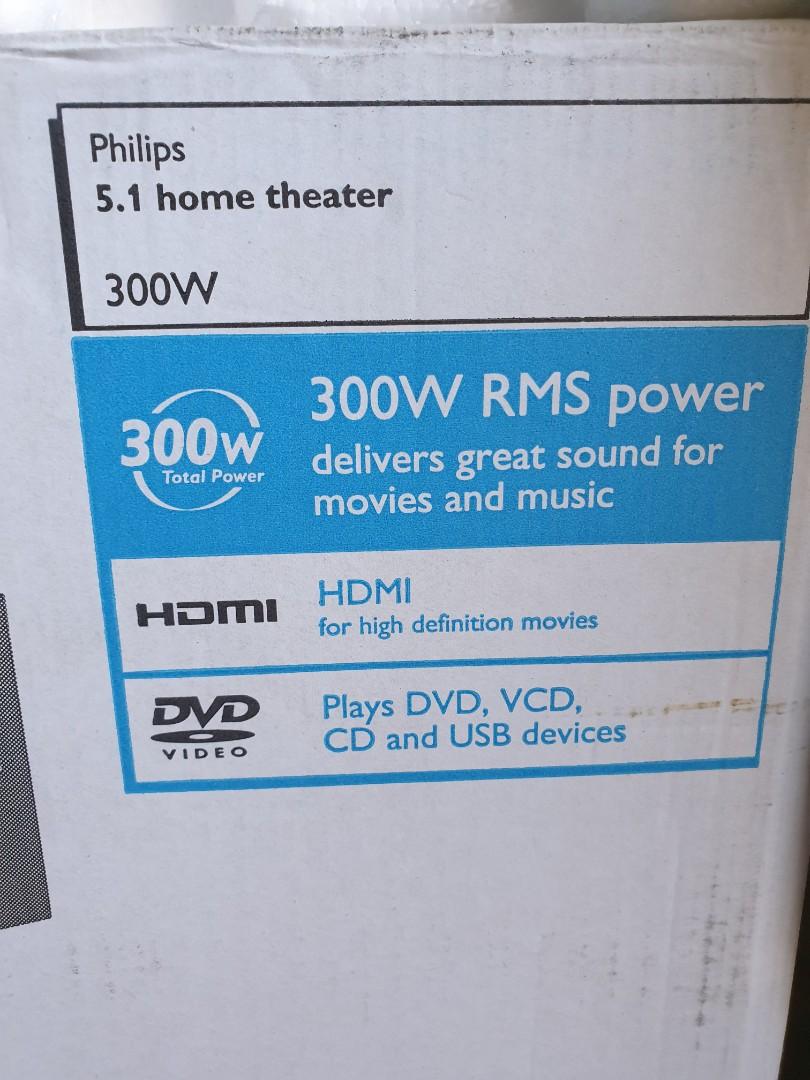 Philips
5.1 home theater
300W
300W
Total Power
300W RMS power
delivers great sound for
movies and music
HDMI
HDMI
for high definition movies
DVD
VIDEO
Plays DVD, VCD,
CD and USB devices